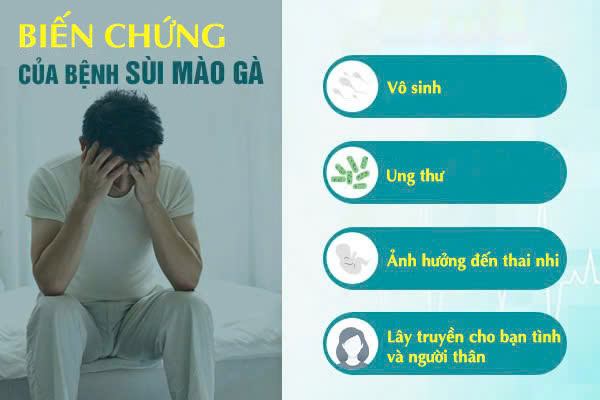 BIẾN CHỨNG
CỦA BỆNH SÙI MÀO GÀ
Vô sinh
Ung thư
Ảnh hưởng đến thai nhi
Lây truyền cho bạn tình
và người thân